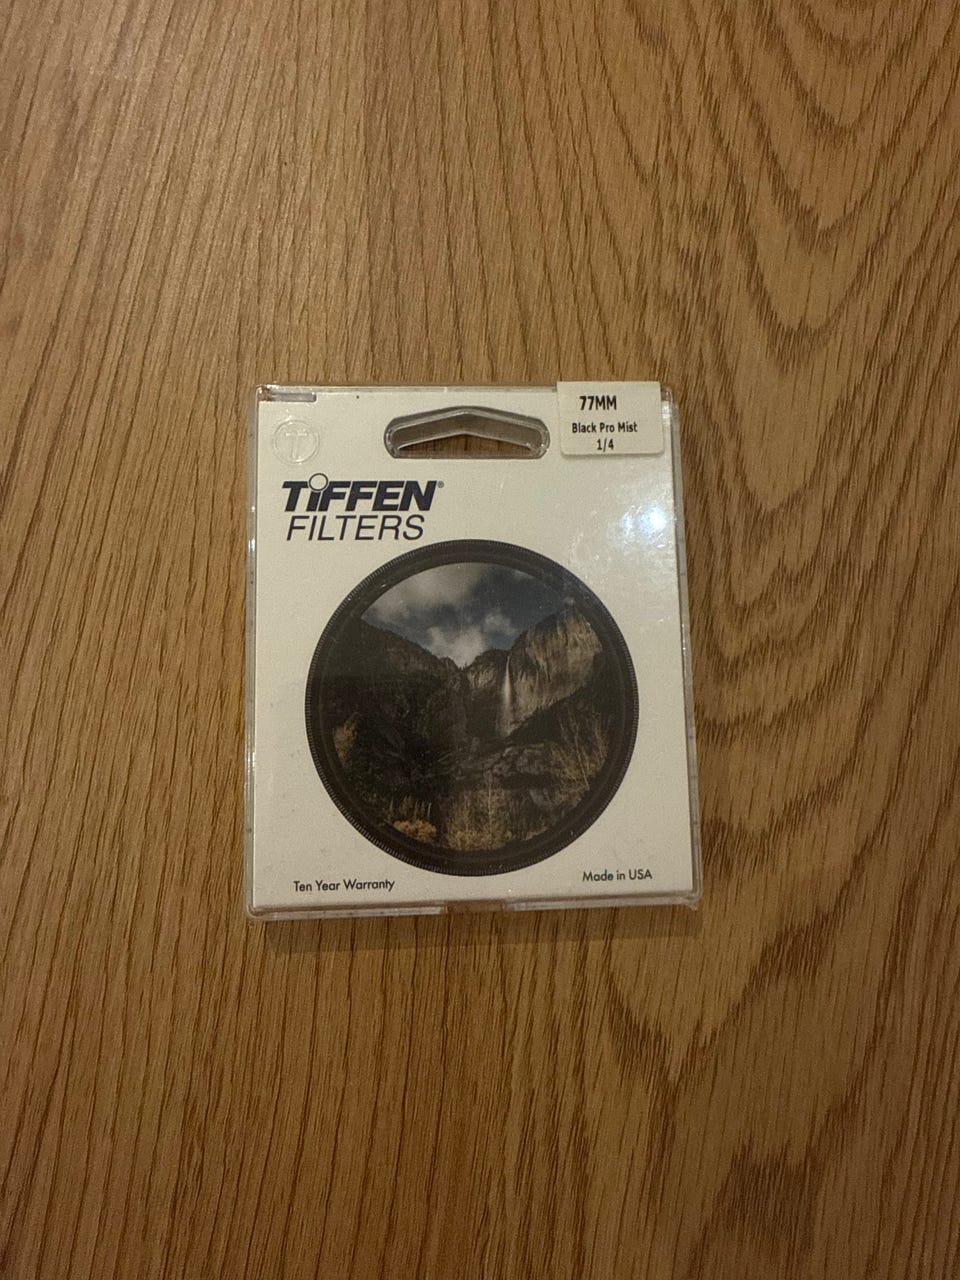 77MM
Black Pro Mist
1/4
T
TiFFEN®
FILTERS
Ten Year Warranty
Made in USA